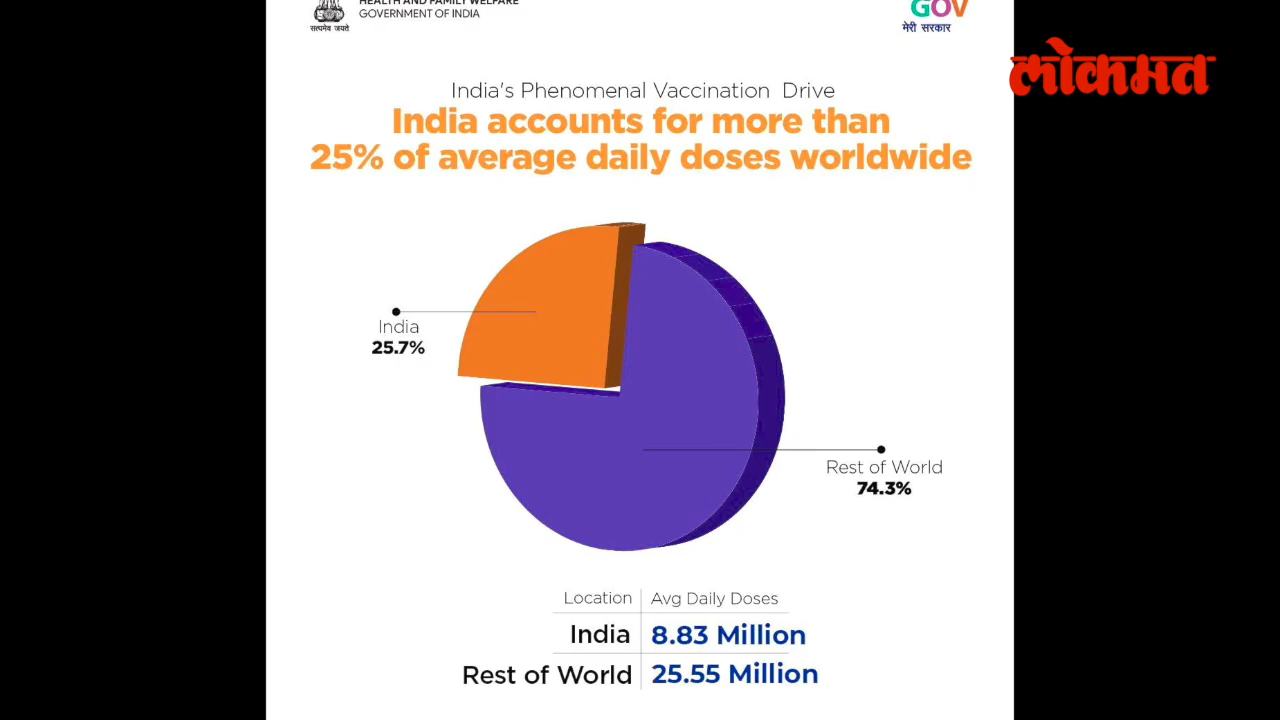 HEALTH AND FAMILY WELFARE
GOVERNMENT OF INDIA
सत्यमेव जयते
GOV
मेरी सरकार
लोकमत
India's Phenomenal Vaccination Drive
India accounts for more than
25% of average daily doses worldwide
India
25.7%
Rest of World
74.3%
Location Avg Daily Doses
India 8.83 Million
Rest of World 25.55 Million